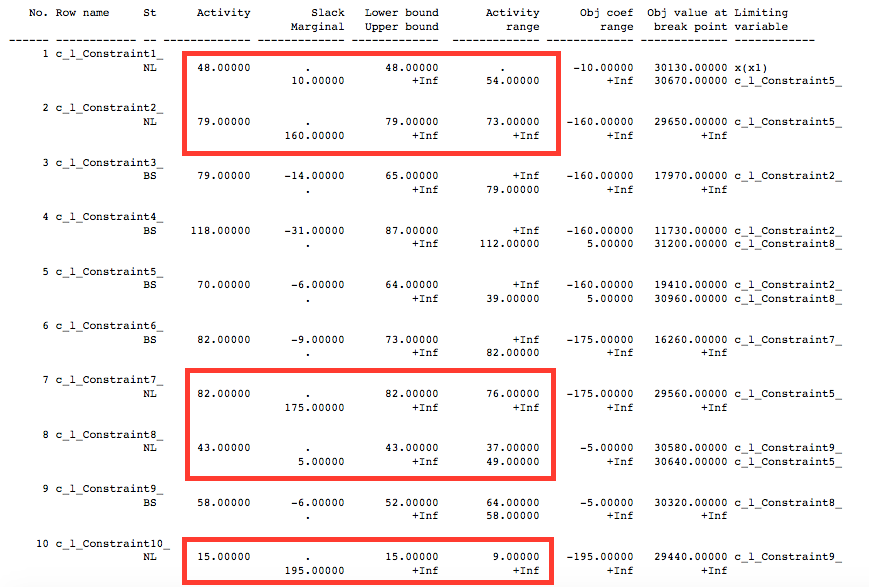 No. Row name St Activity Slack Lower bound Activity Obj coef Obj value at Limiting
Marginal Upper bound range range break point variable
------ ------------ -- ------------- ------------- ------------- ------------- ------------- ------------- ------------
1 c_l_Constraint1_
NL 48.00000 . 48.00000 . -10.00000 30130.00000 x(x1)
10.00000 +Inf 54.00000 +Inf 30670.00000 c_l_Constraint5_
2 c_l_Constraint2_
NL 79.00000 . 79.00000 73.00000 -160.00000 29650.00000 c_l_Constraint5_
160.00000 +Inf +Inf +Inf +Inf
3 c_l_Constraint3_
BS 79.00000 -14.00000 65.00000 +Inf -160.00000 17970.00000 c_l_Constraint2_
. +Inf 79.00000 +Inf +Inf
4 c_l_Constraint4_
BS 118.00000 -31.00000 87.00000 +Inf -160.00000 11730.00000 c_l_Constraint2_
. +Inf 112.00000 5.00000 31200.00000 c_l_Constraint8_
5 c_l_Constraint5_
BS 70.00000 -6.00000 64.00000 +Inf -160.00000 19410.00000 c_l_Constraint2_
. +Inf 39.00000 5.00000 30960.00000 c_l_Constraint8_
6 c_l_Constraint6_
BS 82.00000 -9.00000 73.00000 +Inf -175.00000 16260.00000 c_l_Constraint7_
. +Inf 82.00000 +Inf +Inf
7 c_l_Constraint7_
NL 82.00000 . 82.00000 76.00000 -175.00000 29560.00000 c_l_Constraint5_
175.00000 +Inf +Inf +Inf +Inf
8 c_l_Constraint8_
NL 43.00000 . 43.00000 37.00000 -5.00000 30580.00000 c_l_Constraint9_
5.00000 +Inf 49.00000 +Inf 30640.00000 c_l_Constraint5_
9 c_l_Constraint9_
BS 58.00000 -6.00000 52.00000 64.00000 -5.00000 30320.00000 c_l_Constraint8_
. +Inf 58.00000 +Inf +Inf
10 c_l_Constraint10_
NL 15.00000 . 15.00000 9.00000 -195.00000 29440.00000 c_l_Constraint9_
195.00000 +Inf +Inf +Inf +Inf